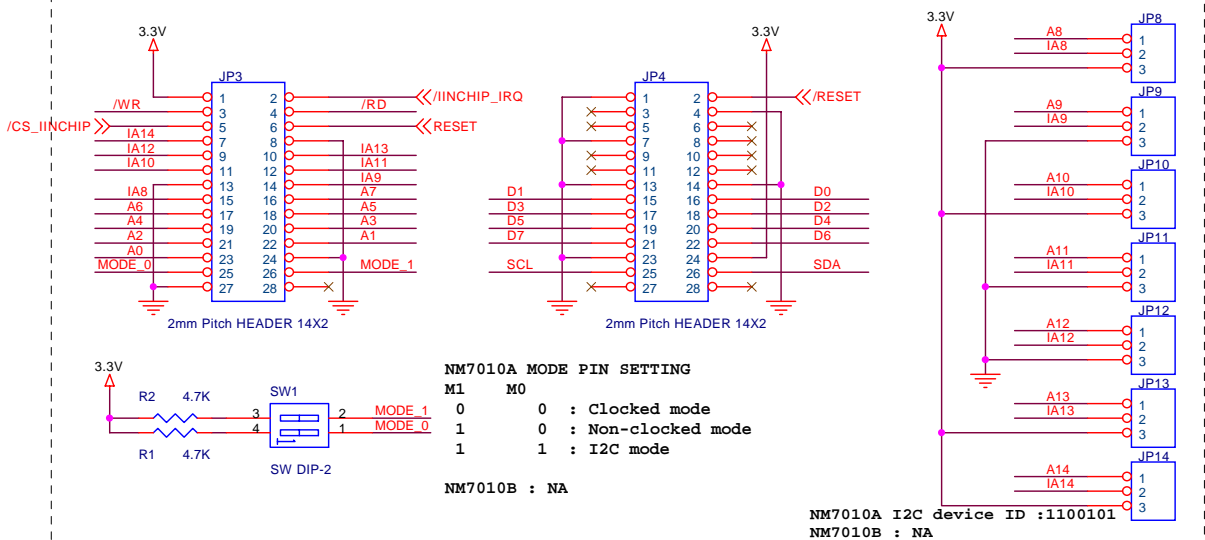 3.3V
JP3
/WR 1 2 /IINCHIP_IRQ
3 4 /RD
/CS_IINCHIP 5 6 RESET
IA14 7 8
IA12 9 10 IA13
IA10 11 12 IA11
13 14 IA9
IA8 15 16 A7
A6 17 18 A5
A4 19 20 A3
A2 21 22 A1
A0 23 24
MODE_0 25 26 MODE_1
27 28
2mm Pitch HEADER 14X2
3.3V
JP4
1 2 /RESET
3 4
5 6
7 8
9 10
11 12
13 14
D1 15 16 D0
D3 17 18 D2
D5 19 20 D4
D7 21 22 D6
23 24
SCL 25 26 SDA
27 28
2mm Pitch HEADER 14X2
3.3V
JP8
A8 1
IA8 2
3
JP9
A9 1
IA9 2
3
JP10
A10 1
IA10 2
3
JP11
A11 1
IA11 2
3
JP12
A12 1
IA12 2
3
JP13
A13 1
IA13 2
3
JP14
A14 1
IA14 2
3
3.3V
R2 4.7K SW1
3 2 MODE_1
4 1 MODE_0
R1 4.7K
SW DIP-2
NM7010A MODE PIN SETTING
M1 M0
0 0 : Clocked mode
1 0 : Non-clocked mode
1 1 : I2C mode
NM7010B : NA
NM7010A I2C device ID :1100101
NM7010B : NA